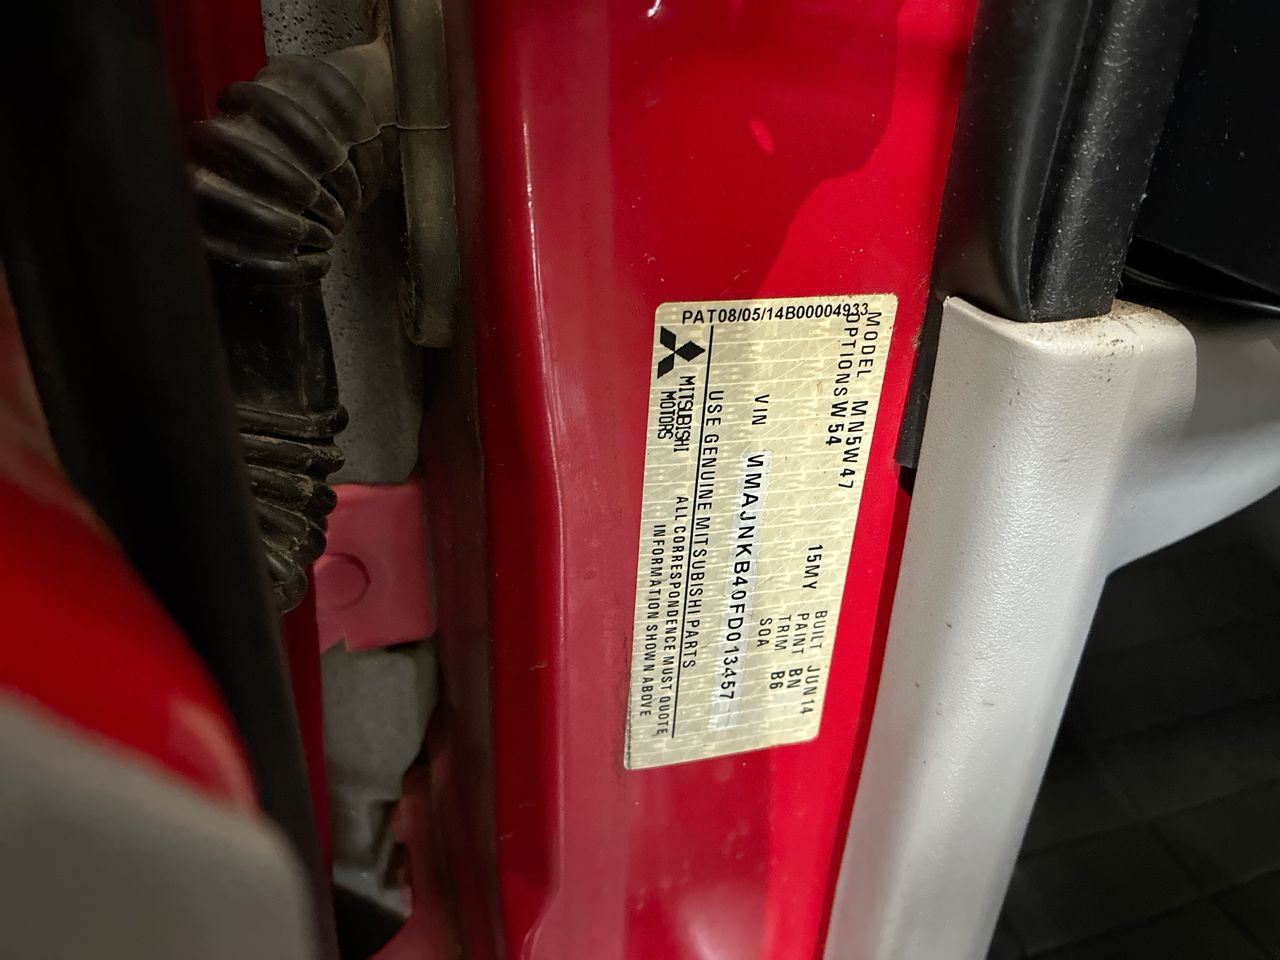 PAT08/05/14B00004933
MODEL MN5W47
OPTIONS W54
15MY
BUILT JUN14
PAINT BN
TRIM B6
SOA
VIN MMAJNKB40FD013457
USE GENUINE MITSUBISHI PARTS
MITSUBISHI
MOTORS
ALL CORRESPONDENCE MUST QUOTE
INFORMATION SHOWN ABOVE